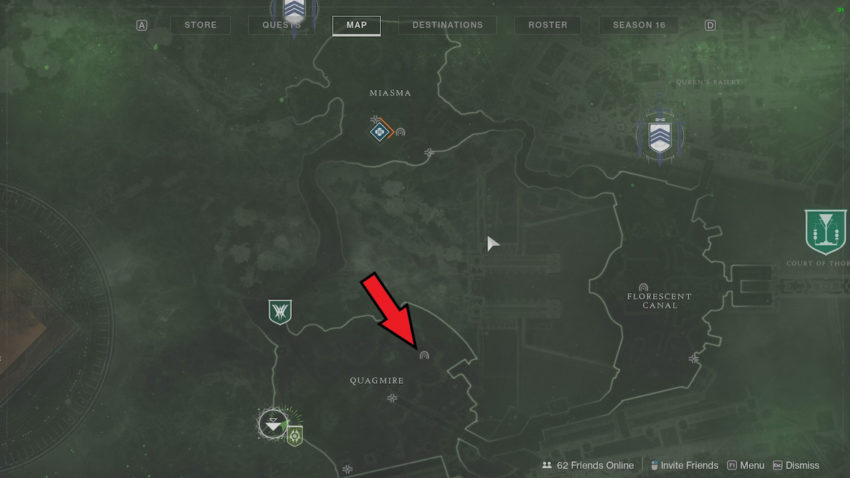 A
STORE
QUESTS
MAP
DESTINATIONS
ROSTER
SEASON 16
D
MIASMA
QUEEN'S BAILEY
COURT OF THOR
FLORESCENT
CANAL
QUAGMIRE
62 Friends Online
Invite Friends
F1 Menu
Esc Dismiss